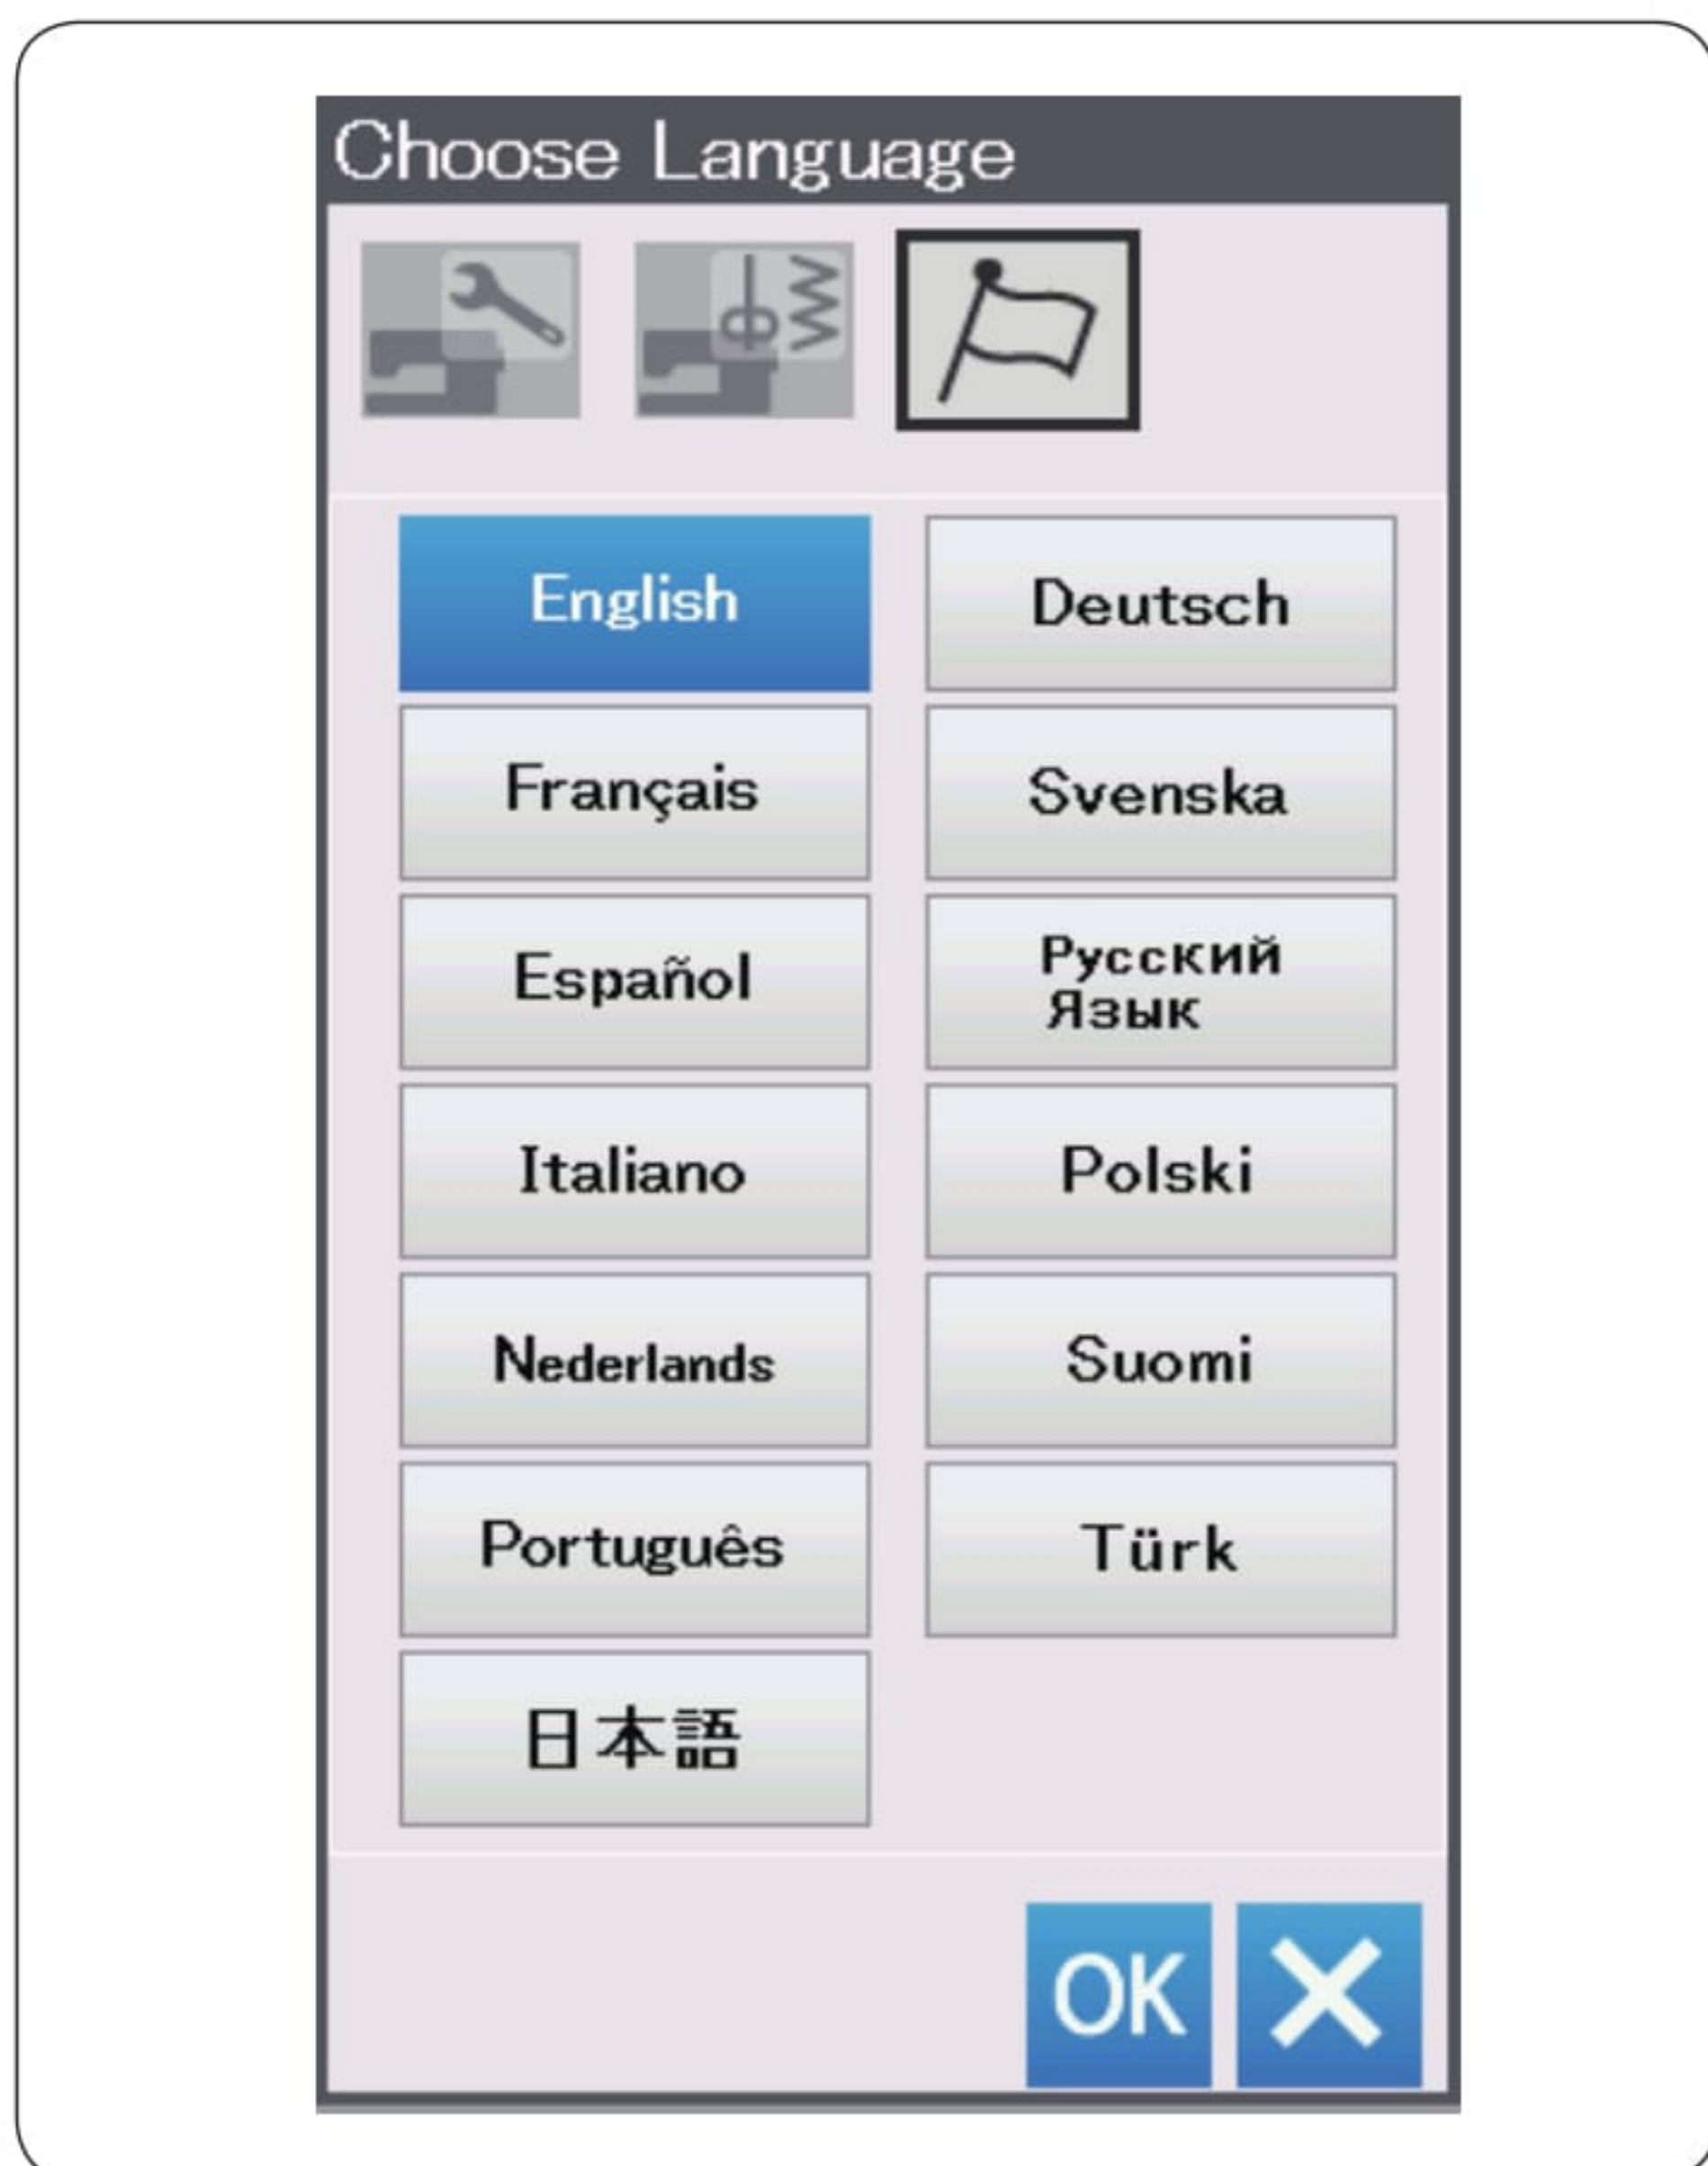 Choose Language
English
Deutsch
Français
Svenska
Español
Русский
Язык
Italiano
Polski
Nederlands
Suomi
Português
Türk
日本語
OK